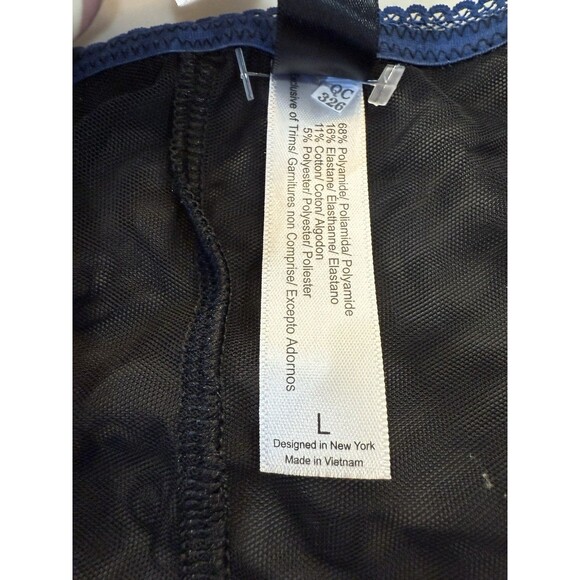 QC
326
68% Polyamide/ Poliamida/ Polyamide
16% Elastane/ Elasthanne/ Elastano
11% Cotton/ Coton/ Algodon
5% Polyester/ Polyester/ Poliester
of Trims/ Garnitures non Comprise/ Excepto Adornos
L
Designed in New York
Made in Vietnam